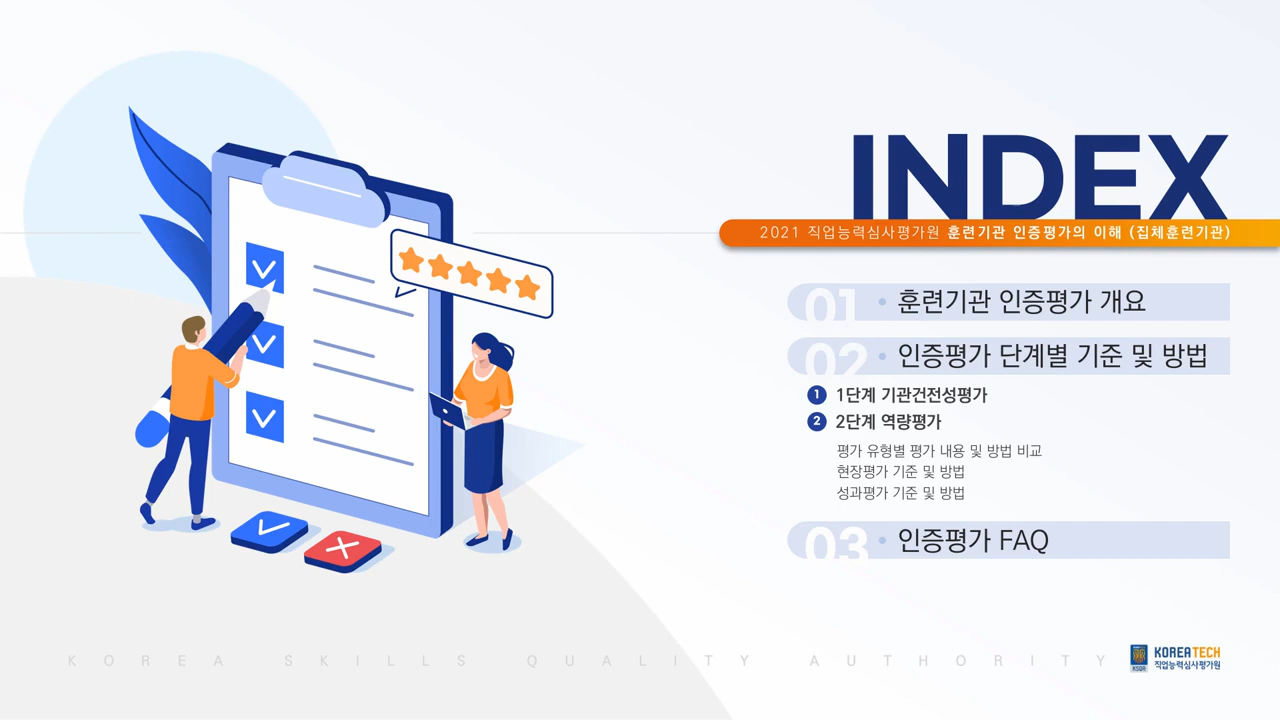 INDEX
2021 직업능력심사평가원 훈련기관 인증평가의 이해 (집체훈련기관)
01 • 훈련기관 인증평가 개요
02 • 인증평가 단계별 기준 및 방법
1 1단계 기관건전성평가
2 2단계 역량평가
평가 유형별 평가 내용 및 방법 비교
현장평가 기준 및 방법
성과평가 기준 및 방법
03 • 인증평가 FAQ
KOREA SKILLS QUALITY AUTHORITY
KSQA
KOREATECH
직업능력심사평가원